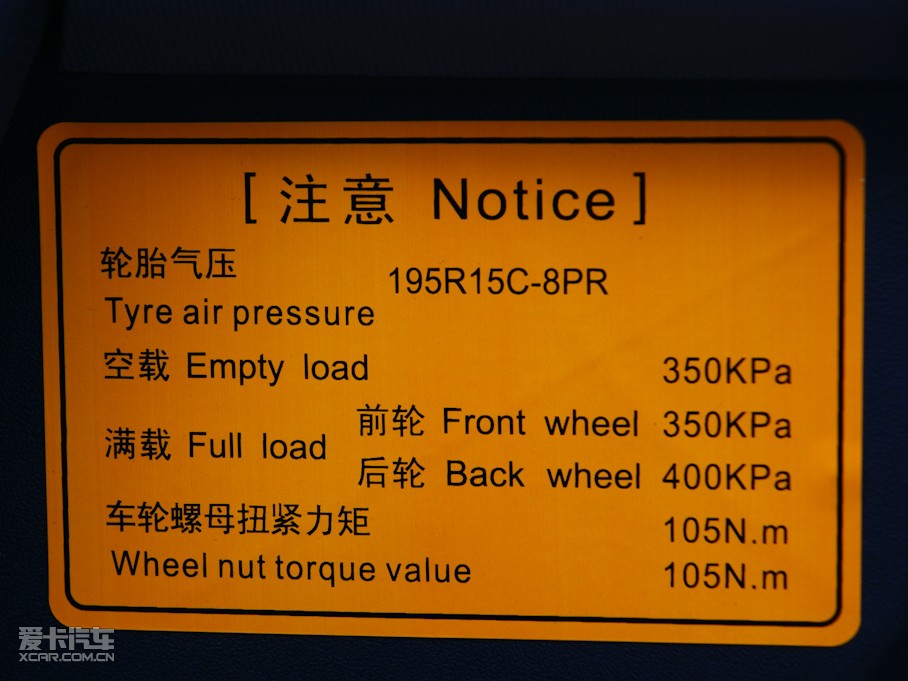 [ 注意 Notice ]
轮胎气压
195R15C-8PR
Tyre air pressure
空载 Empty load 350KPa
前轮 Front wheel 350KPa
满载 Full load
后轮 Back wheel 400KPa
车轮螺母扭紧力矩 105N.m
Wheel nut torque value 105N.m
爱卡汽车
XCAR.COM.CN